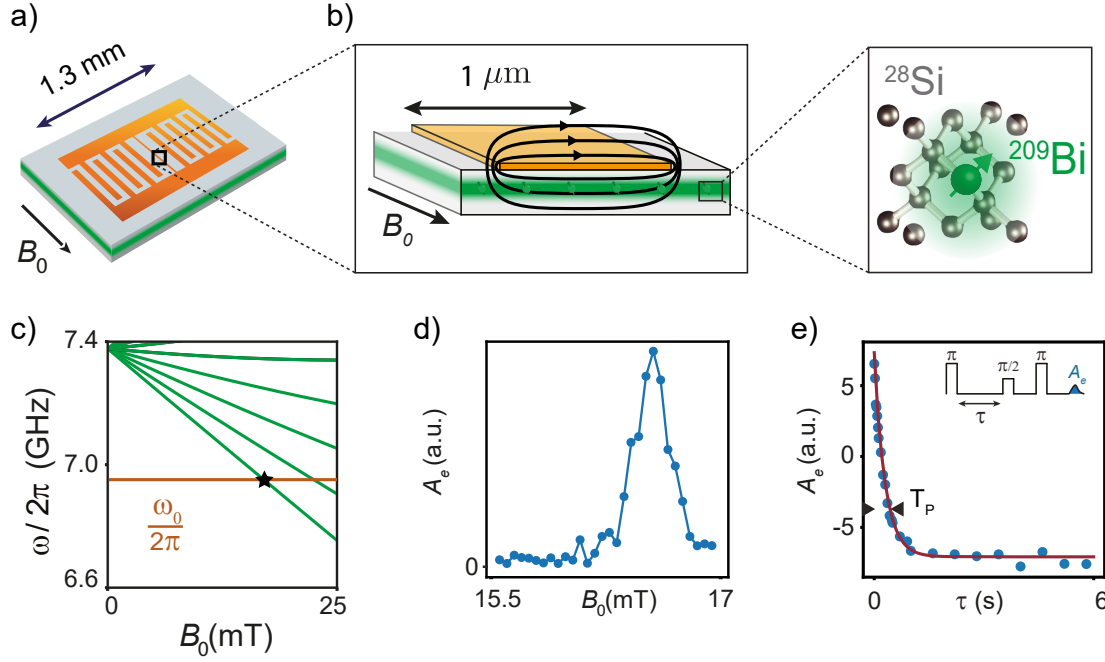 a)
1.3 mm
B₀
b)
1 μm
B₀
²⁸Si
²⁰⁹Bi
c)
7.4
7.0
6.6
ω/2π (GHz)
ω₀
2π
0
25
B₀(mT)
d)
Aₑ(a.u.)
0
15.5
B₀(mT)
17
e)
Aₑ(a.u.)
5
0
-5
π
π/2
π
Aₑ
τ
T_P
0
τ (s)
6